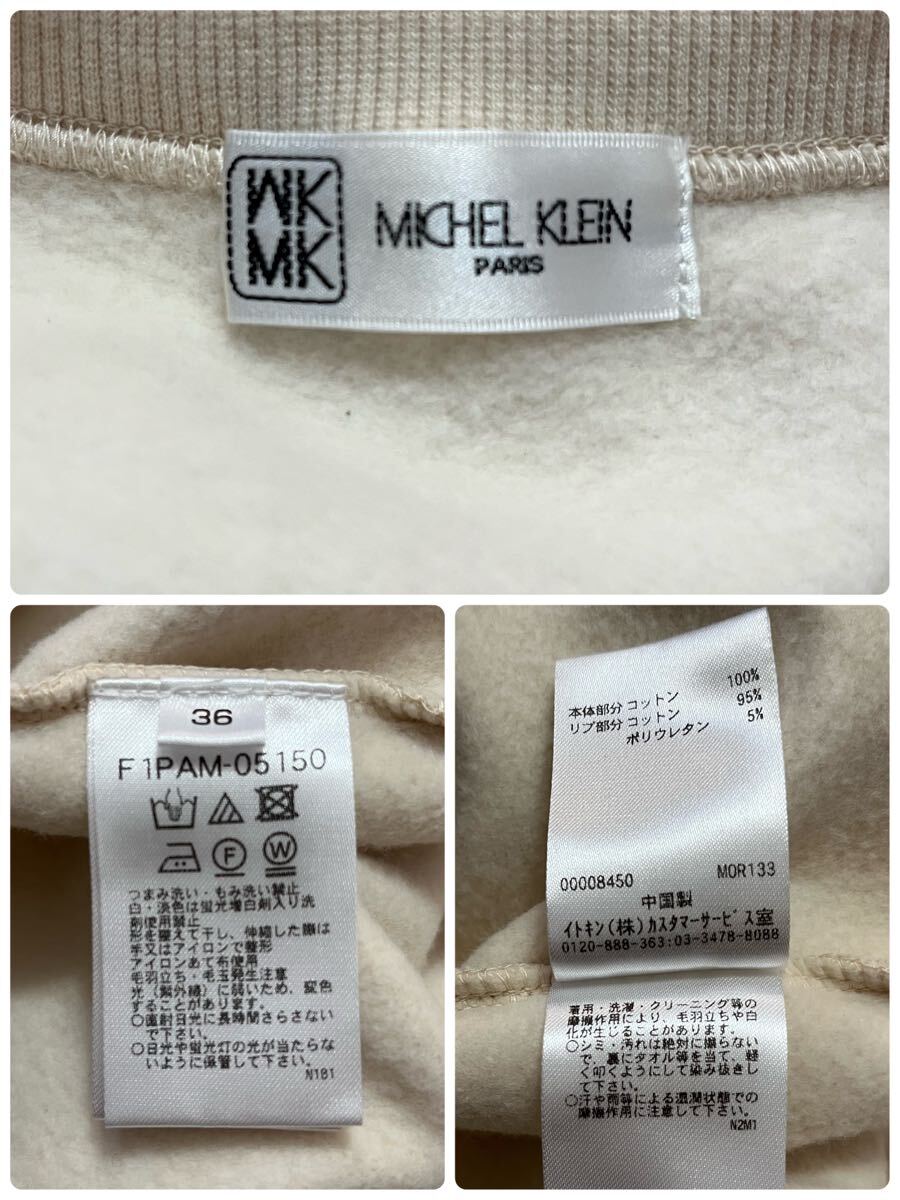 MK
MK
MICHEL KLEIN
PARIS
36
F1PAM-05150
F
W
つまみ洗い・もみ洗い禁止
白・淡色は蛍光増白剤入り洗
剤使用禁止
形を整えて干し、伸縮した際は
竿又はアイロンで整形
アイロンあて布使用
毛羽立ち・毛玉発生注意
光(紫外線)に弱いため、変色
することがあります。
○直射日光に長時間さらさない
で下さい。
○日光や蛍光灯の光が当たらな
いように保管して下さい。
N1B1
本体部分 コットン 100%
リブ部分 コットン 95%
ポリウレタン 5%
00008450 MOR133
中国製
イトキン(株)カスタマーサービス室
0120-888-363:03-3478-8088
着用・洗濯・クリーニング等の
摩擦作用により、毛羽立ちや白
化が生じることがあります。
○シミ・汚れは絶対に擦らない
で、裏にタオル等を当て、軽
く叩くようにして染み抜きし
て下さい。
○汗や雨等による湿潤状態での
摩擦作用に注意して下さい。
N2M1